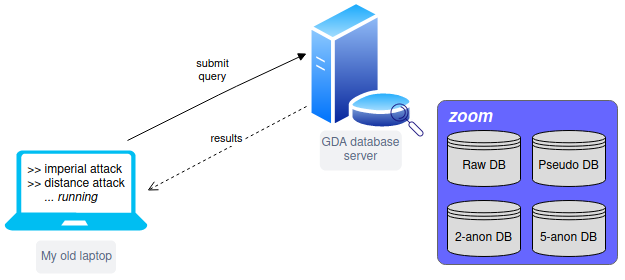 submit
query
results
GDA database
server
>> imperial attack
>> distance attack
... running
My old laptop
zoom
Raw DB
Pseudo DB
2-anon DB
5-anon DB